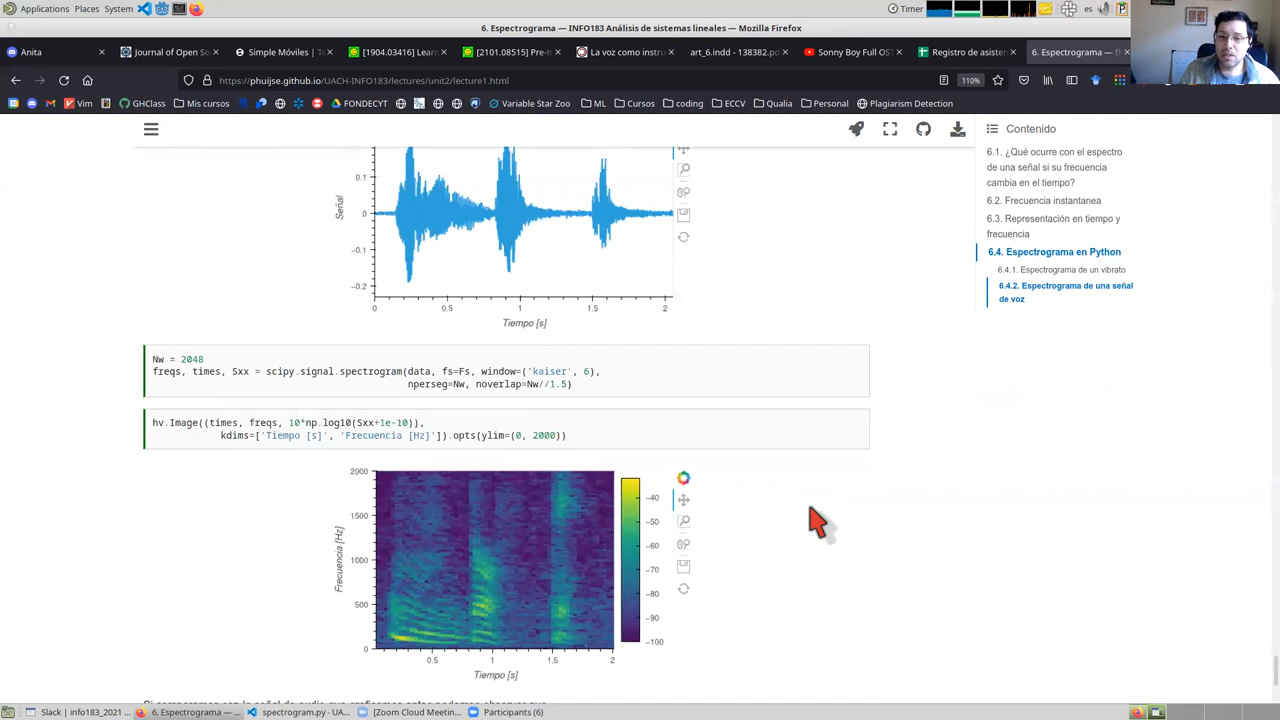 Applications Places System
Timer
es
6. Espectrograma — INFO183 Análisis de sistemas lineales — Mozilla Firefox
Anita
Journal of Open So
Simple Móviles | Tu
[1904.03416] Learn
[2101.08519] S
La voz como instru
art_6.indd - 138382.pd
Sonny Boy Full OST
Registro de asisten
6. Espectrograma — I
https://phuijse.github.io/UACH-INFO183/lectures/unit2/lecture1.html
110%
Vim
GHClass
Mis cursos
FONDECYT
Variable Star Zoo
ML
Cursos
coding
ECCV
Qualia
Personal
Plagiarism Detection
Contenido
6.1. ¿Qué ocurre con el espectro
de una señal si su frecuencia
cambia en el tiempo?
6.2. Frecuencia instantanea
6.3. Representación en tiempo y
frecuencia
6.4. Espectrograma en Python
6.4.1. Espectrograma de un vibrato
6.4.2. Espectrograma de una señal
de voz
0.1
0
−0.1
−0.2
Señal
0 0.5 1 1.5 2
Tiempo [s]
Nw = 2048
freqs, times, Sxx = scipy.signal.spectrogram(data, fs=Fs, window=('kaiser', 6),
nperseg=Nw, noverlap=Nw//1.5)
hv.Image((times, freqs, 10*np.log10(Sxx+1e-10)),
kdims=['Tiempo [s]', 'Frecuencia [Hz]']).opts(ylim=(0, 2000))
2000
1500
1000
500
0
Frecuencia [Hz]
0.5 1 1.5 2
Tiempo [s]
−40
−50
−60
−70
−80
−90
−100
Slack | info183_2021
6. Espectrograma — ...
spectrogram.py - UA...
[Zoom Cloud Meetin...
Participants (6)